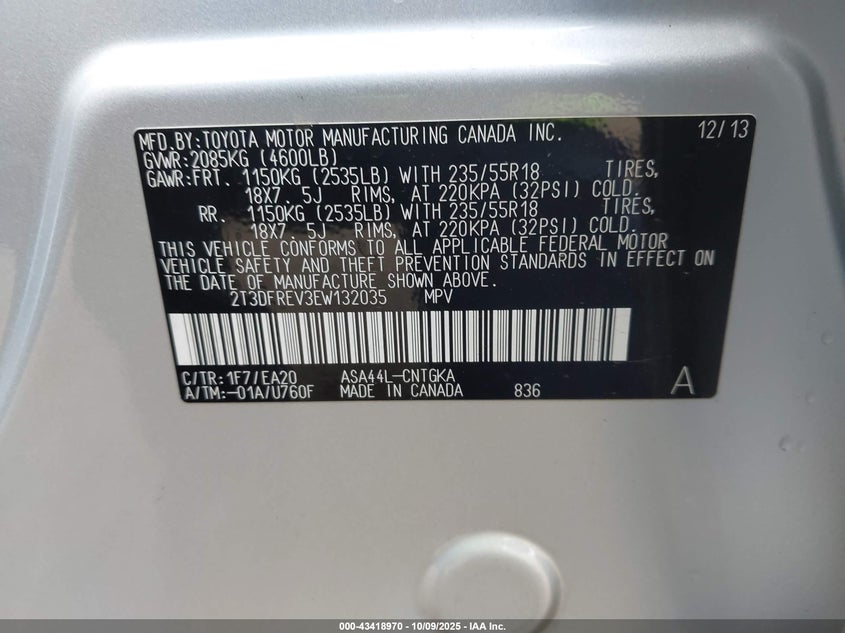 MFD.BY:TOYOTA MOTOR MANUFACTURING CANADA INC. 12/13
GVWR:2085KG (4600LB)
GAWR:FRT. 1150KG (2535LB) WITH 235/55R18 TIRES,
18X7. 5J RIMS, AT 220KPA (32PSI) COLD.
RR. 1150KG (2535LB) WITH 235/55R18 TIRES,
18X7. 5J RIMS, AT 220KPA (32PSI) COLD.
THIS VEHICLE CONFORMS TO ALL APPLICABLE FEDERAL MOTOR
VEHICLE SAFETY AND THEFT PREVENTION STANDARDS IN EFFECT ON
THE DATE OF MANUFACTURE SHOWN ABOVE.
2T3DFREV3EW132035 MPV
C/TR:1F7/EA20 ASA44L-CNTGKA
A/TM:-01A/U760F MADE IN CANADA 836 A
000-43418970 - 10/09/2025 - IAA Inc.